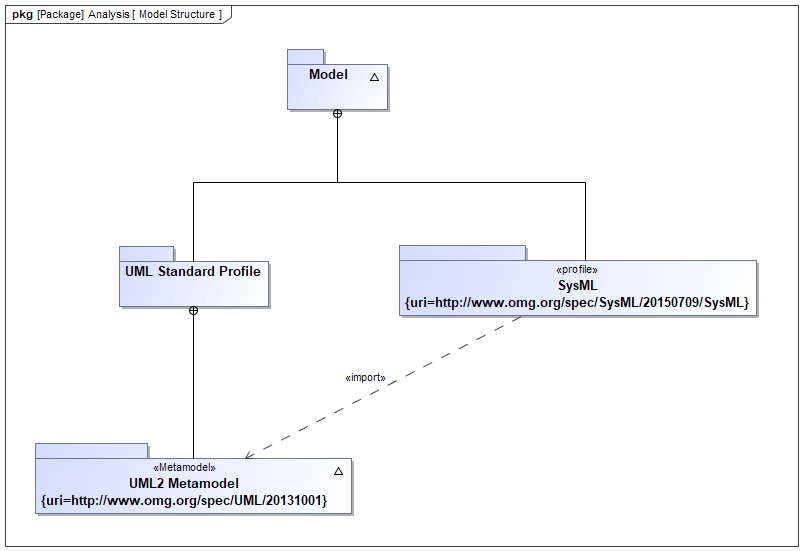 pkg [Package] Analysis [ Model Structure ]
Model
UML Standard Profile
«profile»
SysML
{uri=http://www.omg.org/spec/SysML/20150709/SysML}
«import»
«Metamodel»
UML2 Metamodel
{uri=http://www.omg.org/spec/UML/20131001}